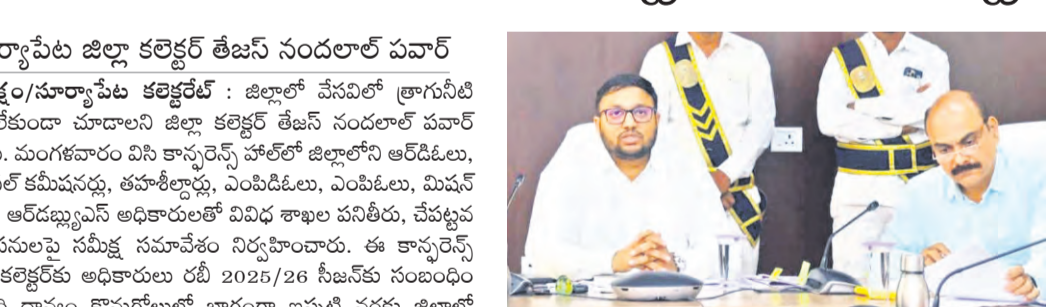 ర్యాపేట జిల్లా కలెక్టర్ తేజస్ నందలాల్ పవార్
క్షం/సూర్యాపేట కలెక్టరేట్ : జిల్లాలో వేసవిలో త్రాగునీటి
లేకుండా చూడాలని జిల్లా కలెక్టర్ తేజస్ నందలాల్ పవార్
. మంగళవారం విసి కాన్ఫరెన్స్ హాల్‌లో జిల్లాలోని ఆర్‌డిఓలు,
ల్ కమీషనర్లు, తహశీల్దార్లు, ఎంపిడిఓలు, ఎంపిఓలు, మిషన్
ఆర్‌డబ్ల్యుఎస్ అధికారులతో వివిధ శాఖల పనితీరు, చేపట్టవ
పనులపై సమీక్ష సమావేశం నిర్వహించారు. ఈ కాన్ఫరెన్స్
కలెక్టర్‌కు అధికారులు రబీ 2025/26 సీజన్‌కు సంబంధిం